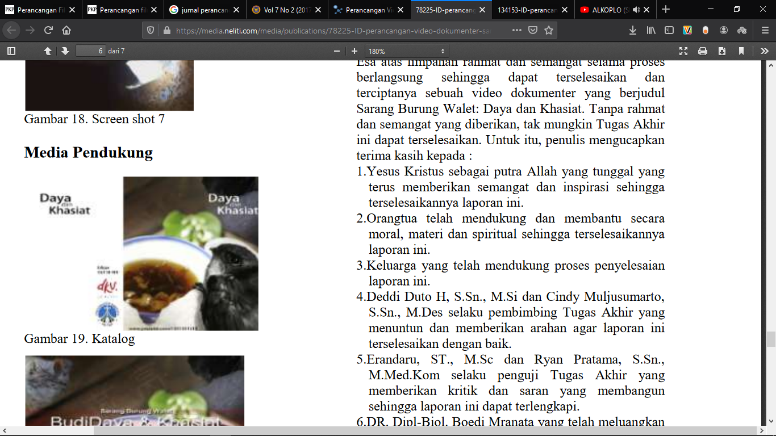 Perancangan Fil
Perancangan fil
jurnal perancan
Vol 7 No 2 (201
Perancangan Vi
78225-ID-perancan
134153-ID-perancan
ALKOPLO (
https://media.neliti.com/media/publications/78225-ID-perancangan-video-dokumenter-sa
6 dari 7
180%
Gambar 18. Screen shot 7
Media Pendukung
Daya
dan
Khasiat
Daya
dan
Khasiat
dkv.
Gambar 19. Katalog
Sarang Burung Walet
BudiDaya & Khasiat
Esa atas limpahan rahmat dan semangat selama proses
berlangsung sehingga dapat terselesaikan dan
terciptanya sebuah video dokumenter yang berjudul
Sarang Burung Walet: Daya dan Khasiat. Tanpa rahmat
dan semangat yang diberikan, tak mungkin Tugas Akhir
ini dapat terselesaikan. Untuk itu, penulis mengucapkan
terima kasih kepada :
1.Yesus Kristus sebagai putra Allah yang tunggal yang
terus memberikan semangat dan inspirasi sehingga
terselesaikannya laporan ini.
2.Orangtua telah mendukung dan membantu secara
moral, materi dan spiritual sehingga terselesaikannya
laporan ini.
3.Keluarga yang telah mendukung proses penyelesaian
laporan ini.
4.Deddi Duto H, S.Sn., M.Si dan Cindy Muljusumarto,
S.Sn., M.Des selaku pembimbing Tugas Akhir yang
menuntun dan memberikan arahan agar laporan ini
terselesaikan dengan baik.
5.Erandaru, ST., M.Sc dan Ryan Pratama, S.Sn.,
M.Med.Kom selaku penguji Tugas Akhir yang
memberikan kritik dan saran yang membangun
sehingga laporan ini dapat terlengkapi.
6.DR. Dipl-Biol. Boedi Mranata yang telah meluangkan